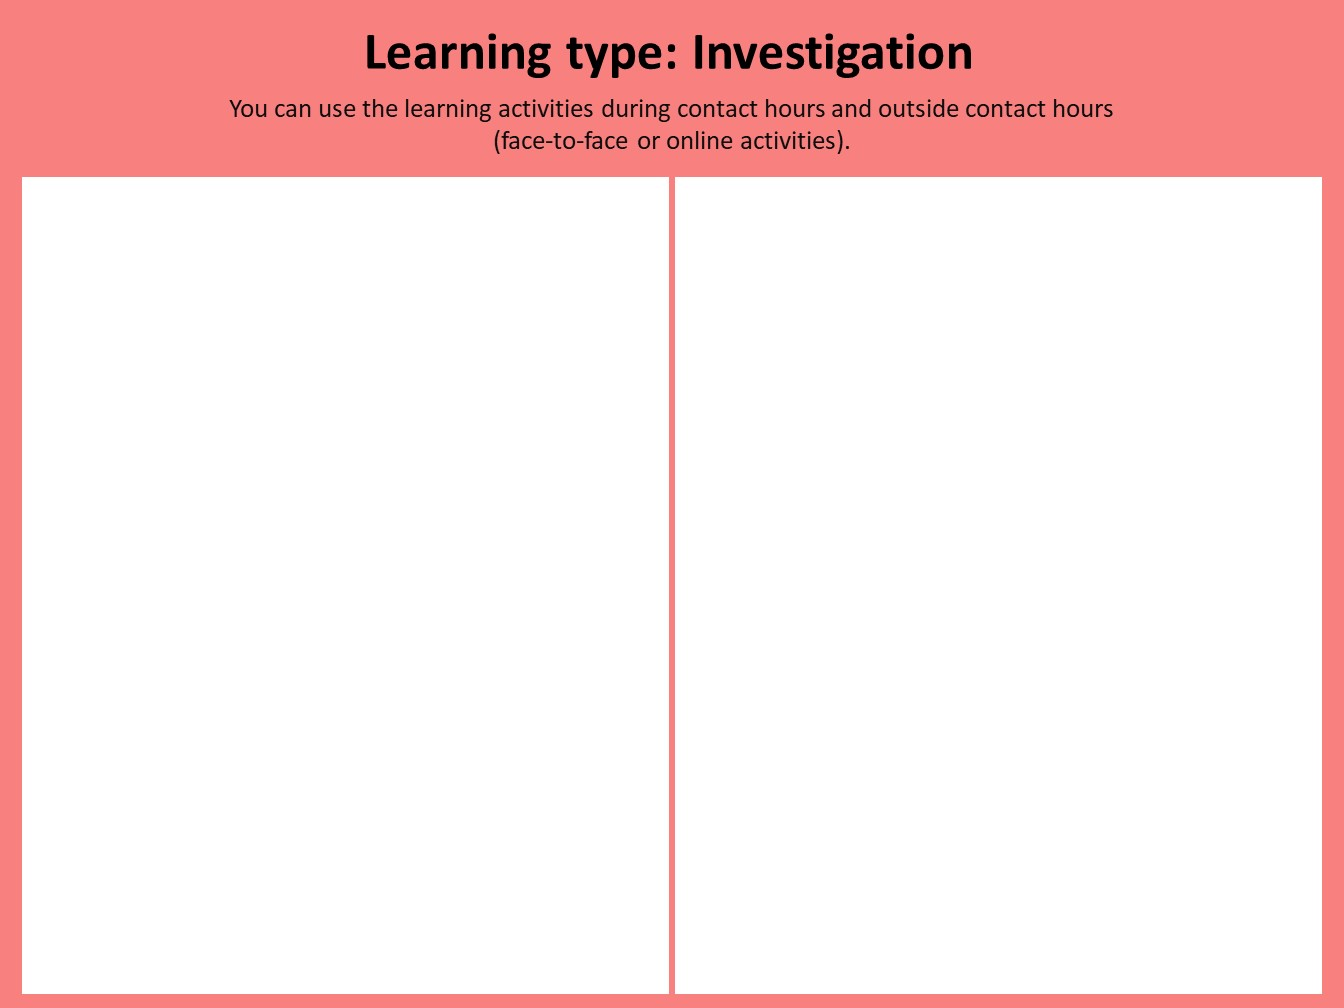 Learning type: Investigation
You can use the learning activities during contact hours and outside contact hours
(face-to-face or online activities).